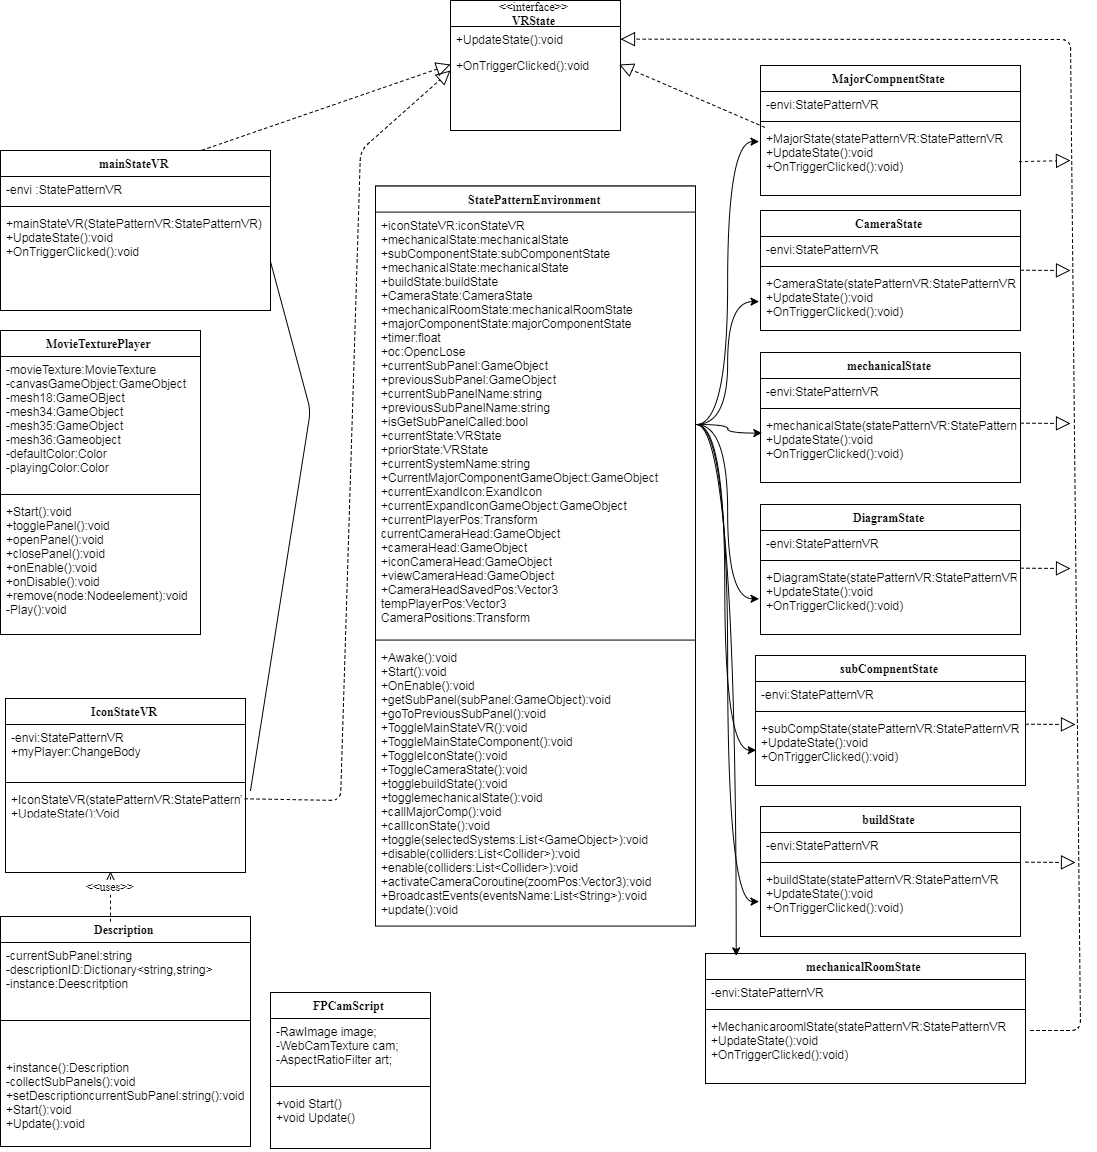 <<interface>>
VRState
+UpdateState():void
+OnTriggerClicked():void
mainStateVR
-envi :StatePatternVR
+mainStateVR(StatePatternVR:StatePatternVR)
+UpdateState():void
+OnTriggerClicked():void
MovieTexturePlayer
-movieTexture:MovieTexture
-canvasGameObject:GameObject
-mesh18:GameOBject
-mesh34:GameObject
-mesh35:GameObject
-mesh36:Gameobject
-defaultColor:Color
-playingColor:Color
+Start():void
+togglePanel():void
+openPanel():void
+closePanel():void
+onEnable():void
+onDisable():void
+remove(node:Nodeelement):void
-Play():void
IconStateVR
-envi:StatePatternVR
+myPlayer:ChangeBody
+IconStateVR(statePatternVR:StatePattern
+UpdateState():Void
<<uses>>
Description
-currentSubPanel:string
-descriptionID:Dictionary<string,string>
-instance:Deescritption
+instance():Description
-collectSubPanels():void
+setDescriptioncurrentSubPanel:string():void
+Start():void
+Update():void
FPCamScript
-RawImage image;
-WebCamTexture cam;
-AspectRatioFilter art;
+void Start()
+void Update()
StatePatternEnvironment
+iconStateVR:iconStateVR
+mechanicalState:mechanicalState
+subComponentState:subComponentState
+mechanicalState:mechanicalState
+buildState:buildState
+CameraState:CameraState
+mechanicalRoomState:mechanicalRoomState
+majorComponentState:majorComponentState
+timer:float
+oc:OpencLose
+currentSubPanel:GameObject
+previousSubPanel:GameObject
+currentSubPanelName:string
+previousSubPanelName:string
+isGetSubPanelCalled:bool
+currentState:VRState
+priorState:VRState
+currentSystemName:string
+CurrentMajorComponentGameObject:GameObject
+currentExandIcon:ExandIcon
+currentExpandIconGameObject:GameObject
+currentPlayerPos:Transform
currentCameraHead:GameObject
+cameraHead:GameObject
+iconCameraHead:GameObject
+viewCameraHead:GameObject
+CameraHeadSavedPos:Vector3
tempPlayerPos:Vector3
CameraPositions:Transform
+Awake():void
+Start():void
+OnEnable():void
+getSubPanel(subPanel:GameObject):void
+goToPreviousSubPanel():void
+ToggleMainStateVR():void
+ToggleMainStateComponent():void
+ToggleIconState():void
+ToggleCameraState():void
+togglebuildState():void
+togglemechanicalState():void
+callMajorComp():void
+callIconState():void
+toggle(selectedSystems:List<GameObject>):void
+disable(colliders:List<Collider>):void
+enable(colliders:List<Collider>):void
+activateCameraCoroutine(zoomPos:Vector3):void
+BroadcastEvents(eventsName:List<String>):void
+update():void
MajorCompnentState
-envi:StatePatternVR
+MajorState(statePatternVR:StatePatternVR
+UpdateState():void
+OnTriggerClicked():void)
CameraState
-envi:StatePatternVR
+CameraState(statePatternVR:StatePatternVR
+UpdateState():void
+OnTriggerClicked():void)
mechanicalState
-envi:StatePatternVR
+mechanicalState(statePatternVR:StatePattern
+UpdateState():void
+OnTriggerClicked():void)
DiagramState
-envi:StatePatternVR
+DiagramState(statePatternVR:StatePatternVR
+UpdateState():void
+OnTriggerClicked():void)
subCompnentState
-envi:StatePatternVR
+subCompState(statePatternVR:StatePatternVR
+UpdateState():void
+OnTriggerClicked():void)
buildState
-envi:StatePatternVR
+buildState(statePatternVR:StatePatternVR
+UpdateState():void
+OnTriggerClicked():void)
mechanicalRoomState
-envi:StatePatternVR
+MechanicaroomlState(statePatternVR:StatePatternVR
+UpdateState():void
+OnTriggerClicked():void)